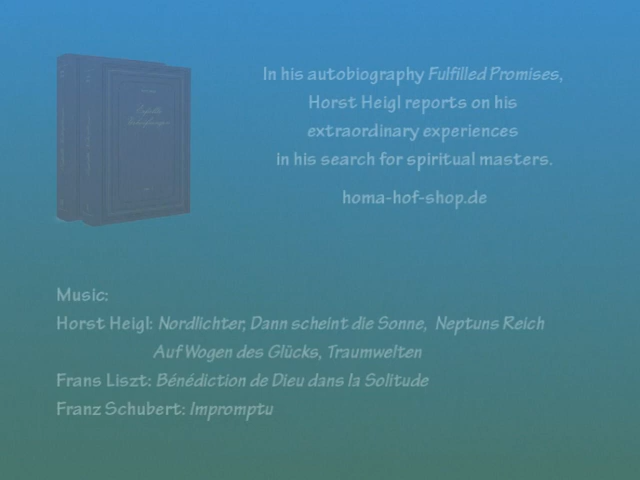 In his autobiography Fulfilled Promises,
Horst Heigl reports on his
extraordinary experiences
in his search for spiritual masters.
homa-hof-shop.de
Music:
Horst Heigl: Nordlichter, Dann scheint die Sonne, Neptuns Reich
Auf Wogen des Glücks, Traumwelten
Frans Liszt: Bénédiction de Dieu dans la Solitude
Franz Schubert: Impromptu